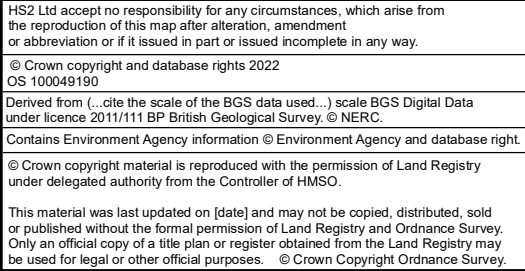 HS2 Ltd accept no responsibility for any circumstances, which arise from
the reproduction of this map after alteration, amendment
or abbreviation or if it issued in part or issued incomplete in any way.
© Crown copyright and database rights 2022
OS 100049190
Derived from (...cite the scale of the BGS data used...) scale BGS Digital Data
under licence 2011/111 BP British Geological Survey. © NERC.
Contains Environment Agency information © Environment Agency and database right.
© Crown copyright material is reproduced with the permission of Land Registry
under delegated authority from the Controller of HMSO.
This material was last updated on [date] and may not be copied, distributed, sold
or published without the formal permission of Land Registry and Ordnance Survey.
Only an official copy of a title plan or register obtained from the Land Registry may
be used for legal or other official purposes. © Crown Copyright Ordnance Survey.